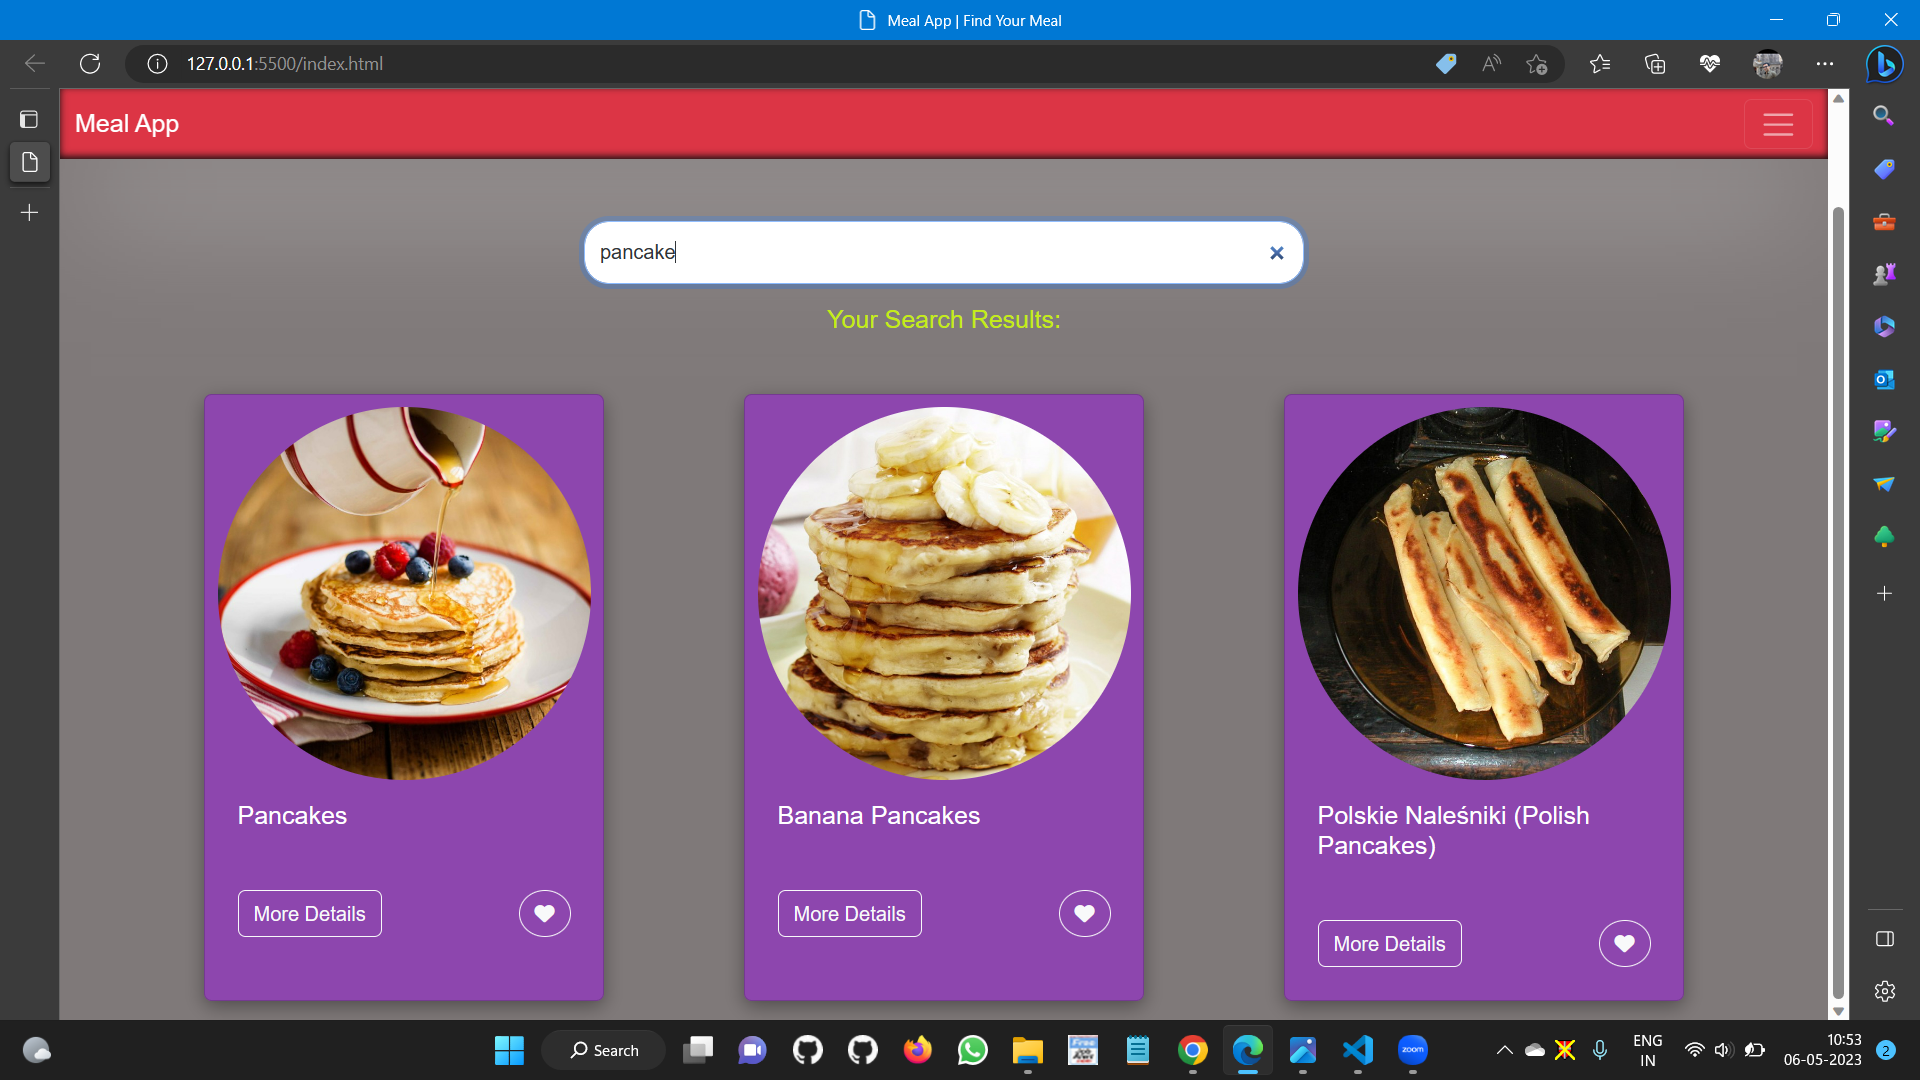 Meal App | Find Your Meal
127.0.0.1:5500/index.html
Meal App
pancake
Your Search Results:
Pancakes
More Details
Banana Pancakes
More Details
Polskie Naleśniki (Polish
Pancakes)
More Details
Search
zoom
ENG
IN
10:53
06-05-2023
2